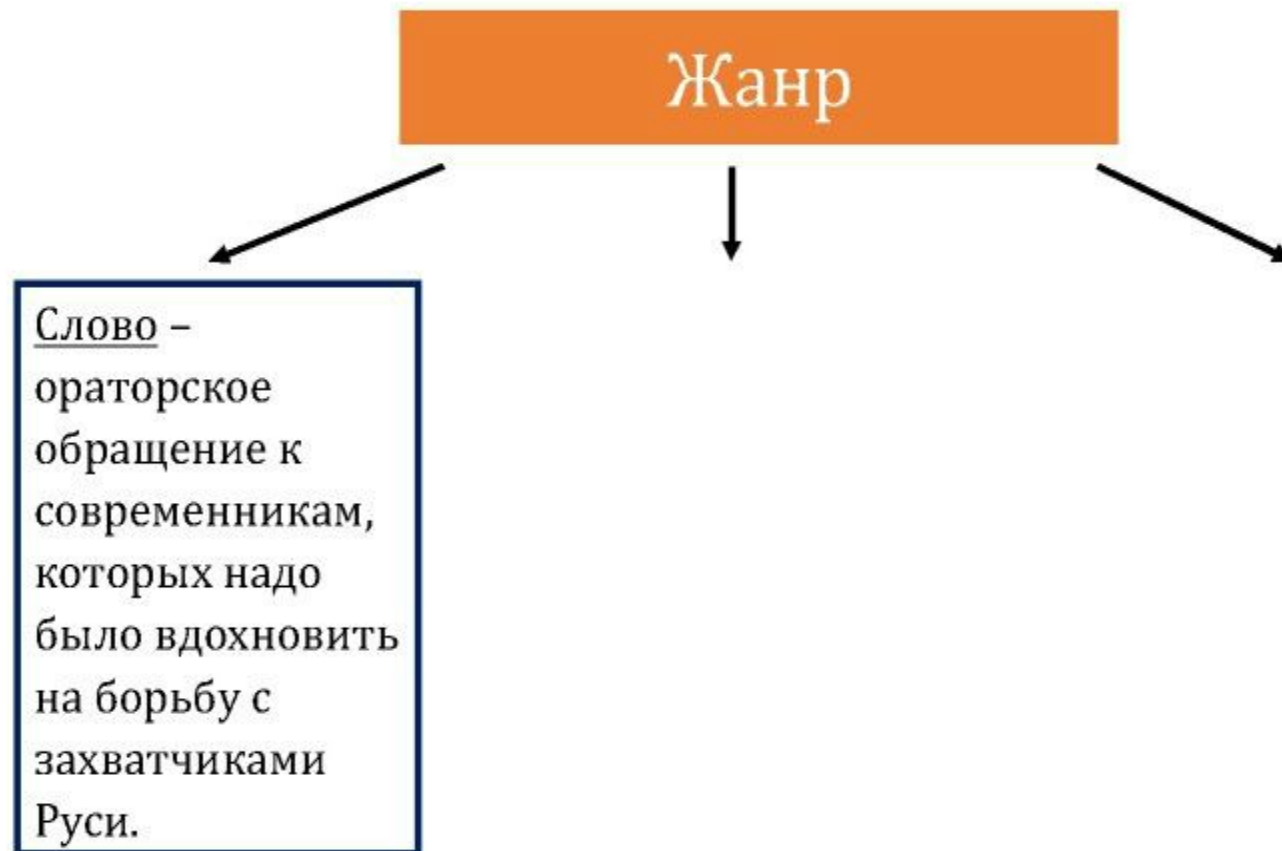 Жанр
Слово –
ораторское
обращение к
современникам,
которых надо
было вдохновить
на борьбу с
захватчиками
Руси.